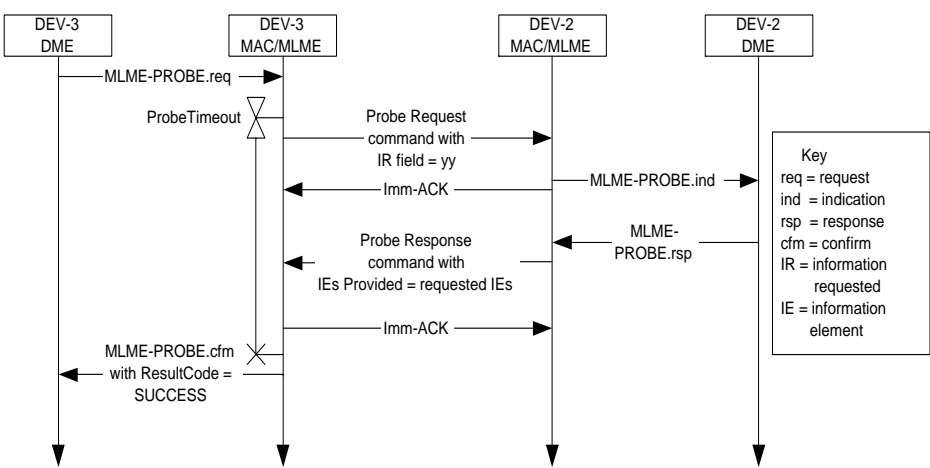 DEV-3
DME
DEV-3
MAC/MLME
DEV-2
MAC/MLME
DEV-2
DME
MLME-PROBE.req
ProbeTimeout
Probe Request
command with
IR field = yy
MLME-PROBE.ind
Imm-ACK
MLME-
PROBE.rsp
Probe Response
command with
IEs Provided = requested IEs
Imm-ACK
MLME-PROBE.cfm
with ResultCode =
SUCCESS
Key
req = request
ind = indication
rsp = response
cfm = confirm
IR = information
requested
IE = information
element